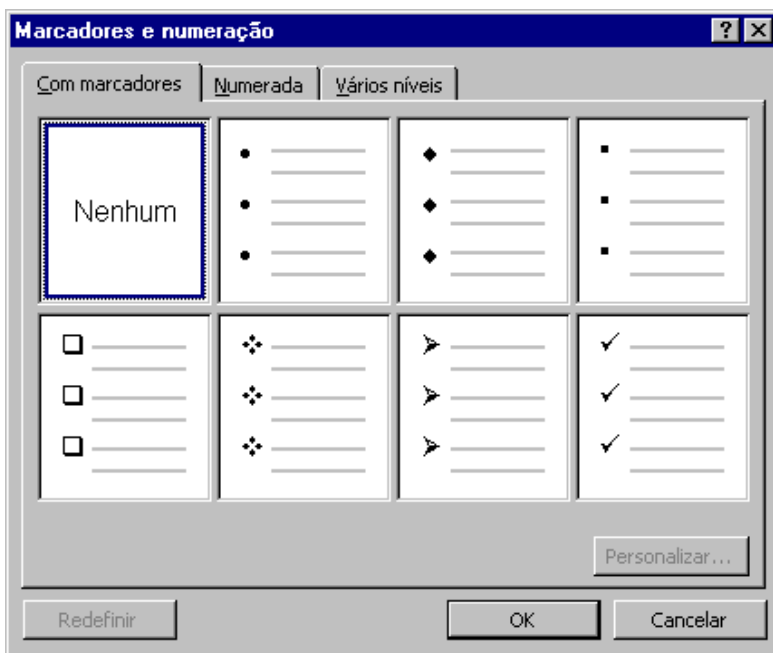 Marcadores e numeração
Com marcadores Numerada Vários níveis
Nenhum
Personalizar...
Redefinir OK Cancelar